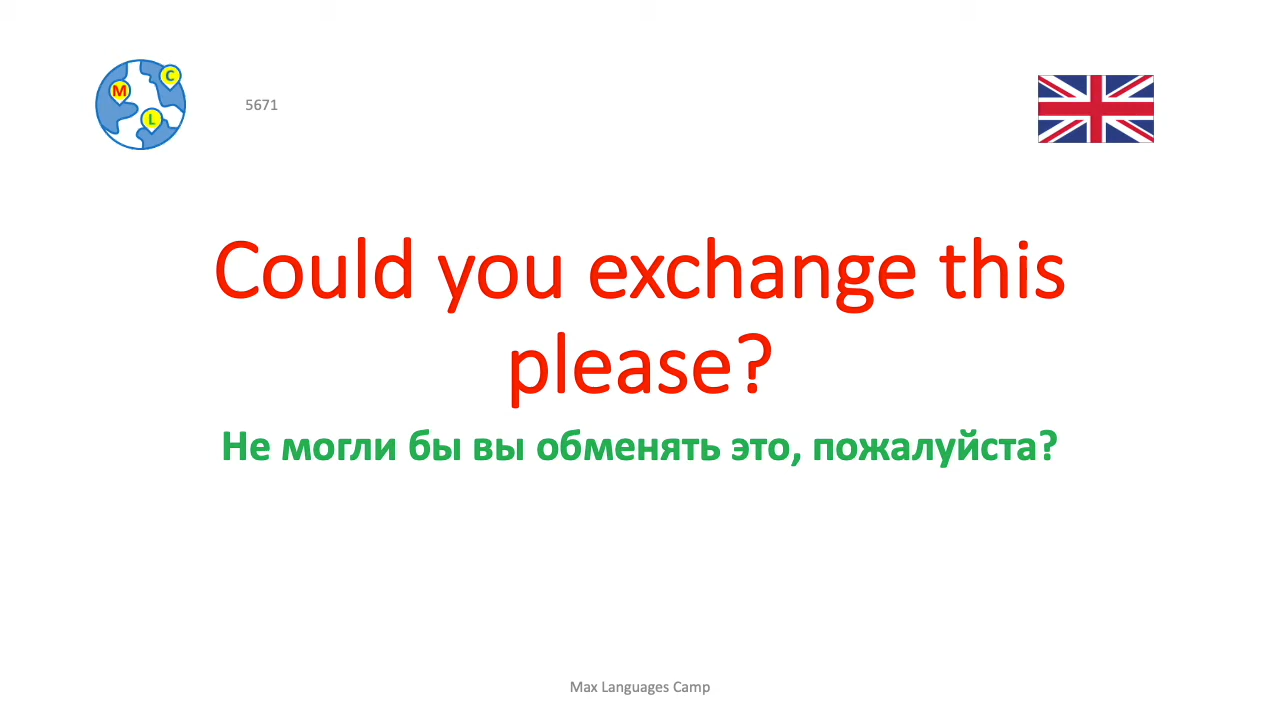 C
M
L
5671
Could you exchange this
please?
Не могли бы вы обменять это, пожалуйста?
Max Languages Camp